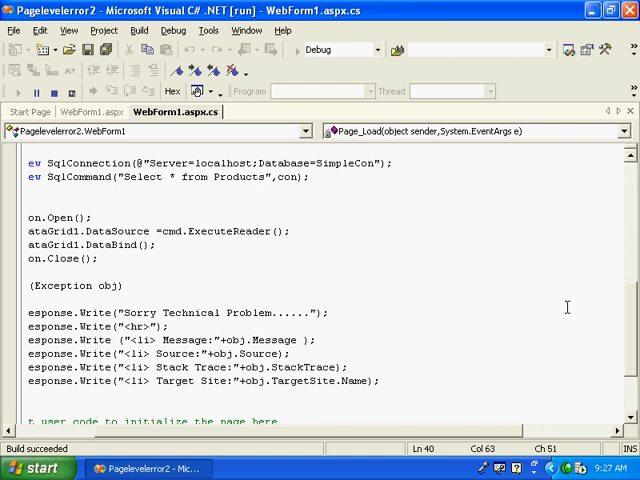 Pagelevelerror2 - Microsoft Visual C# .NET [run] - WebForm1.aspx.cs
File Edit View Project Build Debug Tools Window Help
Debug
Hex Program Thread
Start Page WebForm1.aspx WebForm1.aspx.cs
Pagelevelerror2.WebForm1 Page_Load(object sender,System.EventArgs e)
ew SqlConnection(@"Server=localhost;Database=SimpleCon");
ew SqlCommand("Select * from Products",con);
on.Open();
ataGrid1.DataSource =cmd.ExecuteReader();
ataGrid1.DataBind();
on.Close();
(Exception obj)
esponse.Write("Sorry Technical Problem......");
esponse.Write("<hr>");
esponse.Write ("<li> Message:"+obj.Message );
esponse.Write("<li> Source:"+obj.Source);
esponse.Write("<li> Stack Trace:"+obj.StackTrace);
esponse.Write("<li> Target Site:"+obj.TargetSite.Name);
t user code to initialize the page here
Build succeeded Ln 40 Col 63 Ch 51 INS
start Pagelevelerror2 - Mic... 9:27 AM